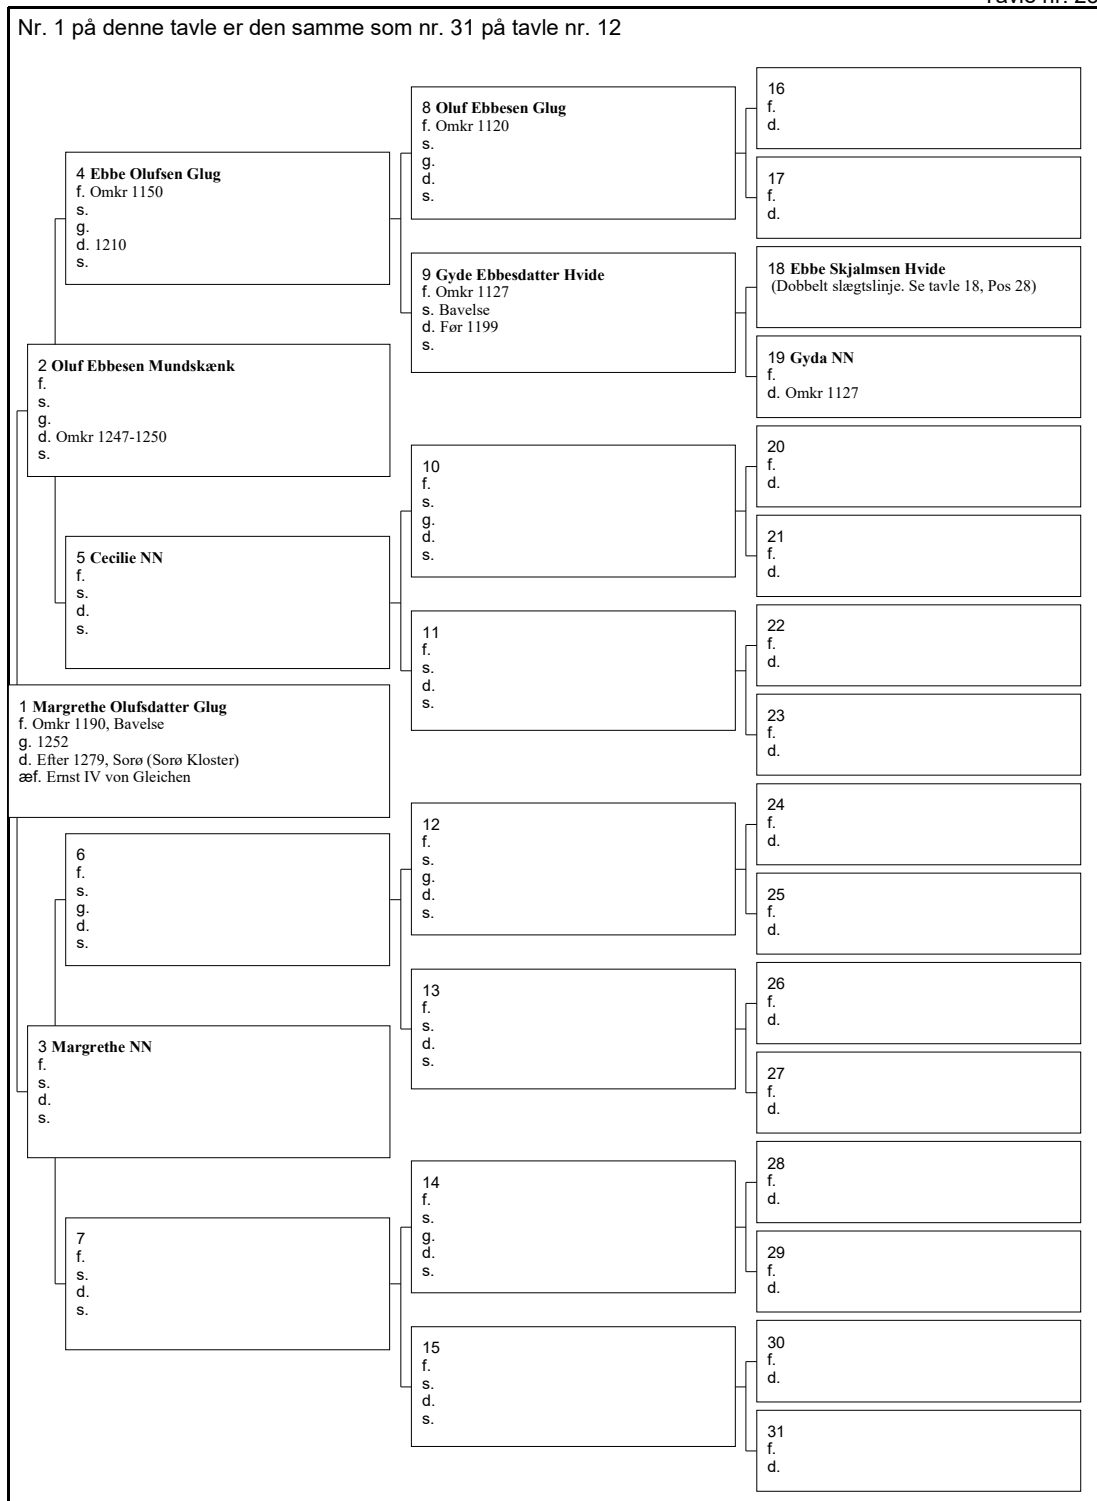 Nr. 1 på denne tavle er den samme som nr. 31 på tavle nr. 12
16
f.
d.
8 Oluf Ebbesen Glug
f. Omkr 1120
s.
g.
d.
s.
4 Ebbe Olufsen Glug
f. Omkr 1150
s.
g.
d. 1210
s.
17
f.
d.
9 Gyde Ebbesdatter Hvide
f. Omkr 1127
s. Bavelse
d. Før 1199
s.
18 Ebbe Skjalmsen Hvide
(Dobbelt slægtslinje. Se tavle 18, Pos 28)
2 Oluf Ebbesen Mundskænk
f.
s.
g.
d. Omkr 1247-1250
s.
19 Gyda NN
f.
d. Omkr 1127
10
f.
s.
g.
d.
s.
20
f.
d.
5 Cecilie NN
f.
s.
d.
s.
21
f.
d.
11
f.
s.
d.
s.
22
f.
d.
1 Margrethe Olufsdatter Glug
f. Omkr 1190, Bavelse
g. 1252
d. Efter 1279, Sorø (Sorø Kloster)
æf. Ernst IV von Gleichen
23
f.
d.
12
f.
s.
g.
d.
s.
24
f.
d.
6
f.
s.
g.
d.
s.
25
f.
d.
13
f.
s.
d.
s.
26
f.
d.
3 Margrethe NN
f.
s.
d.
s.
27
f.
d.
14
f.
s.
g.
d.
s.
28
f.
d.
7
f.
s.
d.
s.
29
f.
d.
15
f.
s.
d.
s.
30
f.
d.
31
f.
d.